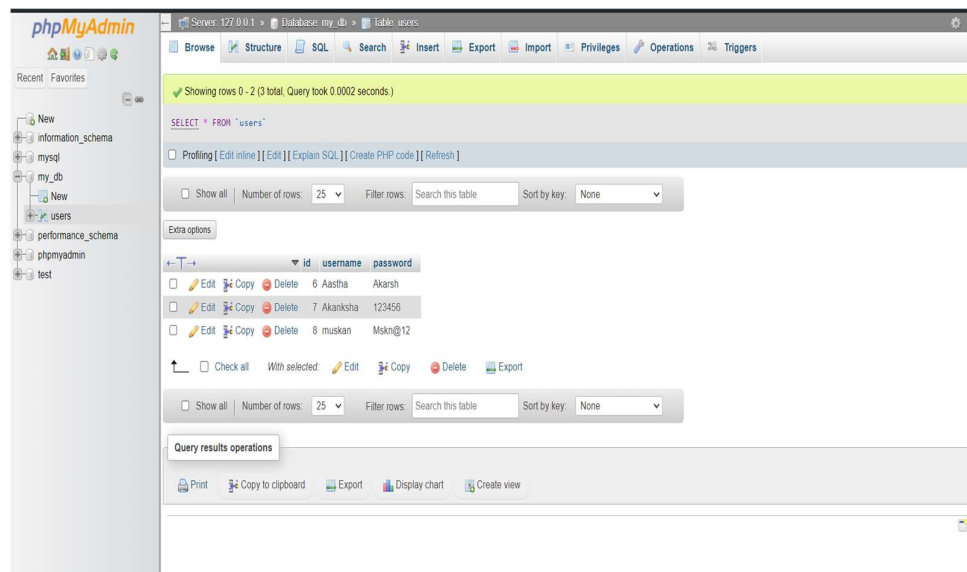 phpMyAdmin
Recent Favorites
New
information_schema
mysql
my_db
New
users
performance_schema
phpmyadmin
test
Server: 127.0.0.1 » Database: my_db » Table: users
Browse Structure SQL Search Insert Export Import Privileges Operations Triggers
Showing rows 0 - 2 (3 total, Query took 0.0002 seconds.)
SELECT * FROM `users`
Profiling [ Edit inline ] [ Edit ] [ Explain SQL ] [ Create PHP code ] [ Refresh ]
Show all | Number of rows: 25 Filter rows: Search this table Sort by key: None
Extra options
←T→ ▼ id username password
Edit Copy Delete 6 Aastha Akarsh
Edit Copy Delete 7 Akanksha 123456
Edit Copy Delete 8 muskan Mskn@12
Check all With selected: Edit Copy Delete Export
Show all | Number of rows: 25 Filter rows: Search this table Sort by key: None
Query results operations
Print Copy to clipboard Export Display chart Create view